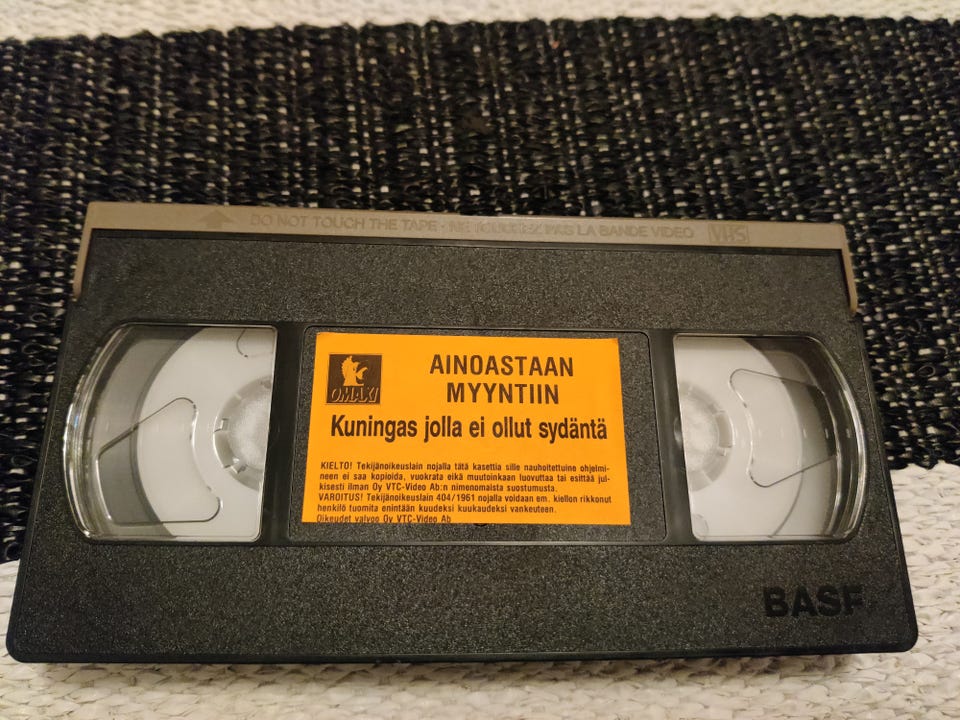 DO NOT TOUCH THE TAPE · NE TOUCHEZ PAS LA BANDE VIDEO VHS
OMAKI
AINOASTAAN
MYYNTIIN
Kuningas jolla ei ollut sydäntä
KIELTO! Tekijänoikeuslain nojalla tätä kasettia sille nauhoitettuine ohjelmi-
neen ei saa kopioida, vuokrata eikä muutoinkaan luovuttaa tai esittää jul-
kisesti ilman Oy VTC-Video Ab:n nimenomaista suostumusta.
VAROITUS! Tekijänoikeuslain 404/1961 nojalla voidaan em. kiellon rikkonut
henkilö tuomita enintään kuudeksi kuukaudeksi vankeuteen.
Oikeudet valvoo Oy VTC-Video Ab
BASF